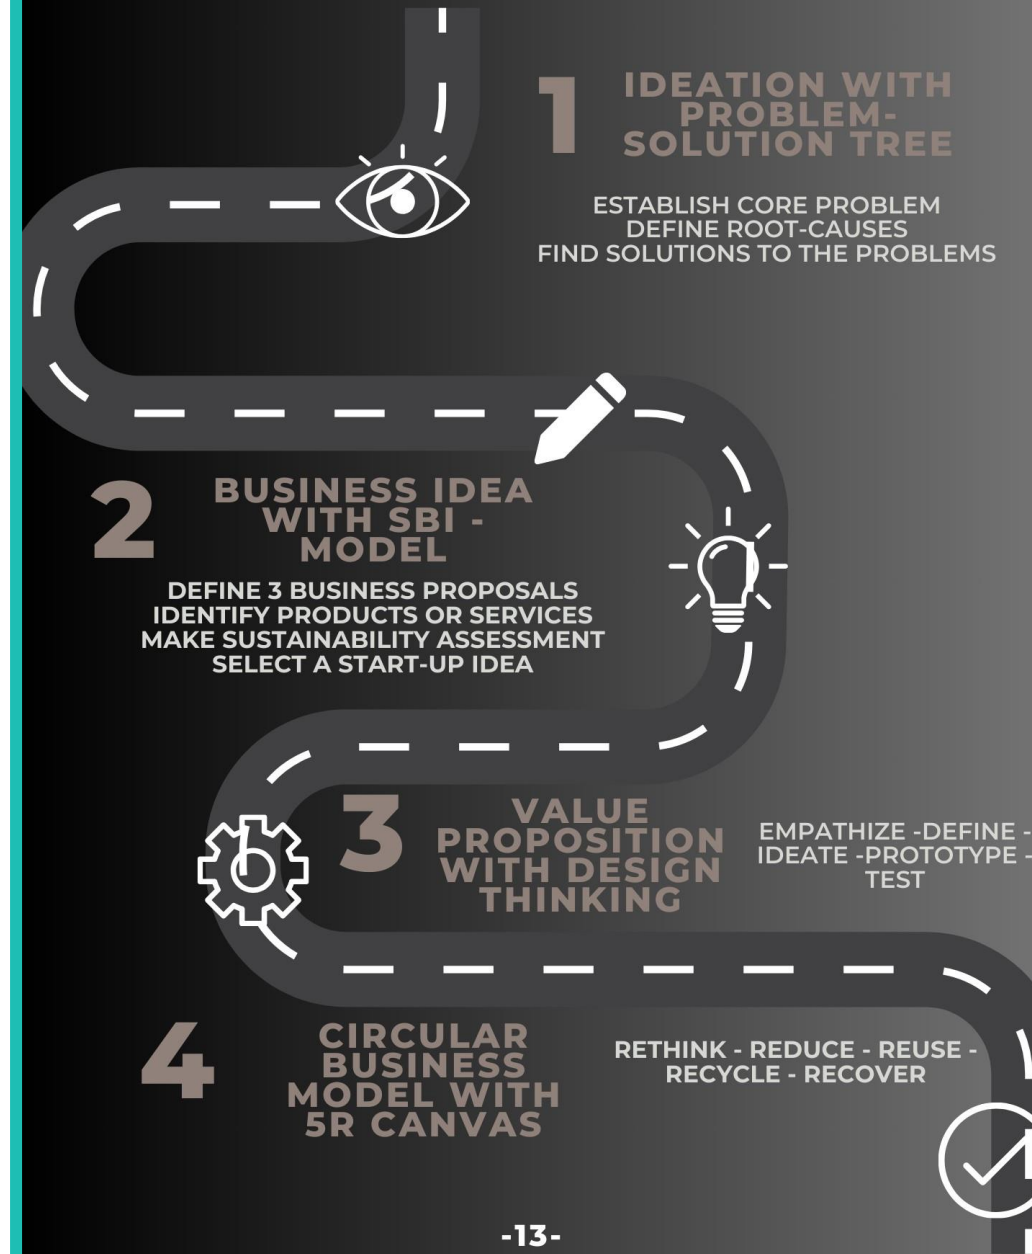 1
IDEATION WITH
PROBLEM-
SOLUTION TREE
ESTABLISH CORE PROBLEM
DEFINE ROOT-CAUSES
FIND SOLUTIONS TO THE PROBLEMS
2
BUSINESS IDEA
WITH SBI -
MODEL
DEFINE 3 BUSINESS PROPOSALS
IDENTIFY PRODUCTS OR SERVICES
MAKE SUSTAINABILITY ASSESSMENT
SELECT A START-UP IDEA
3
VALUE
PROPOSITION
WITH DESIGN
THINKING
EMPATHIZE -DEFINE -
IDEATE -PROTOTYPE -
TEST
4
CIRCULAR
BUSINESS
MODEL WITH
5R CANVAS
RETHINK - REDUCE - REUSE -
RECYCLE - RECOVER
-13-